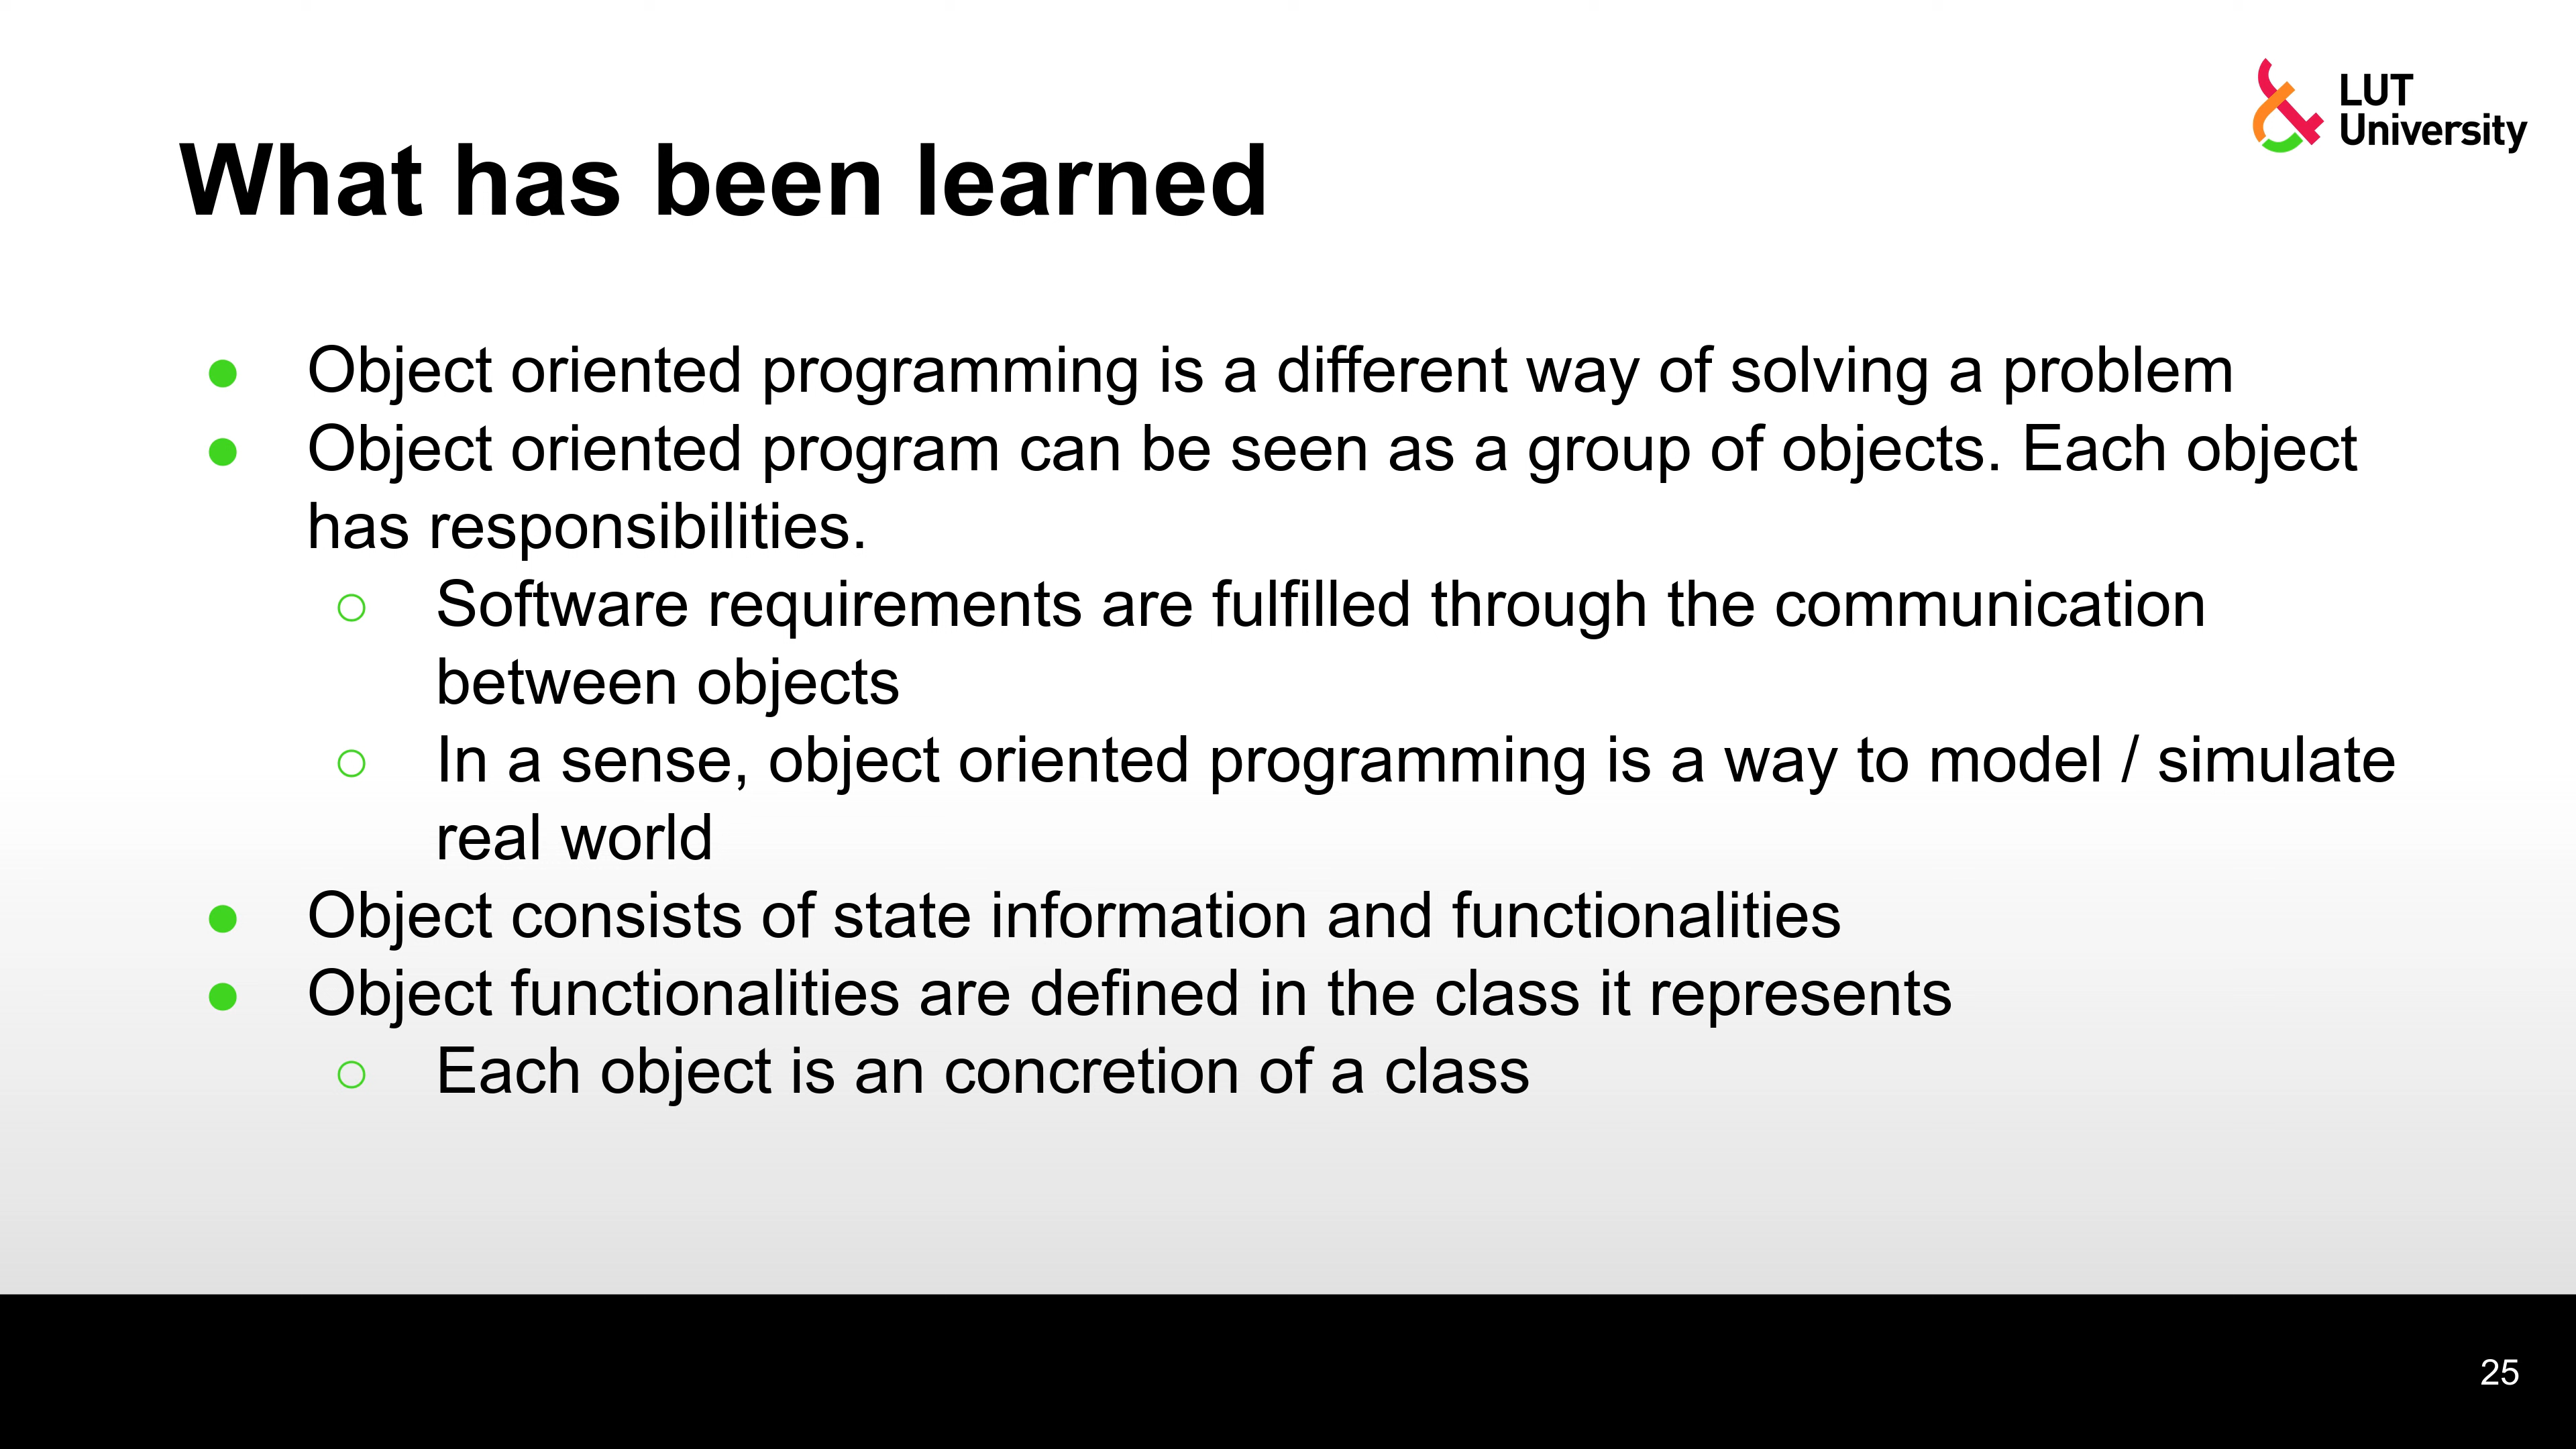 LUT
University
What has been learned
● Object oriented programming is a different way of solving a problem
● Object oriented program can be seen as a group of objects. Each object
has responsibilities.
○ Software requirements are fulfilled through the communication
between objects
○ In a sense, object oriented programming is a way to model / simulate
real world
● Object consists of state information and functionalities
● Object functionalities are defined in the class it represents
○ Each object is an concretion of a class
25